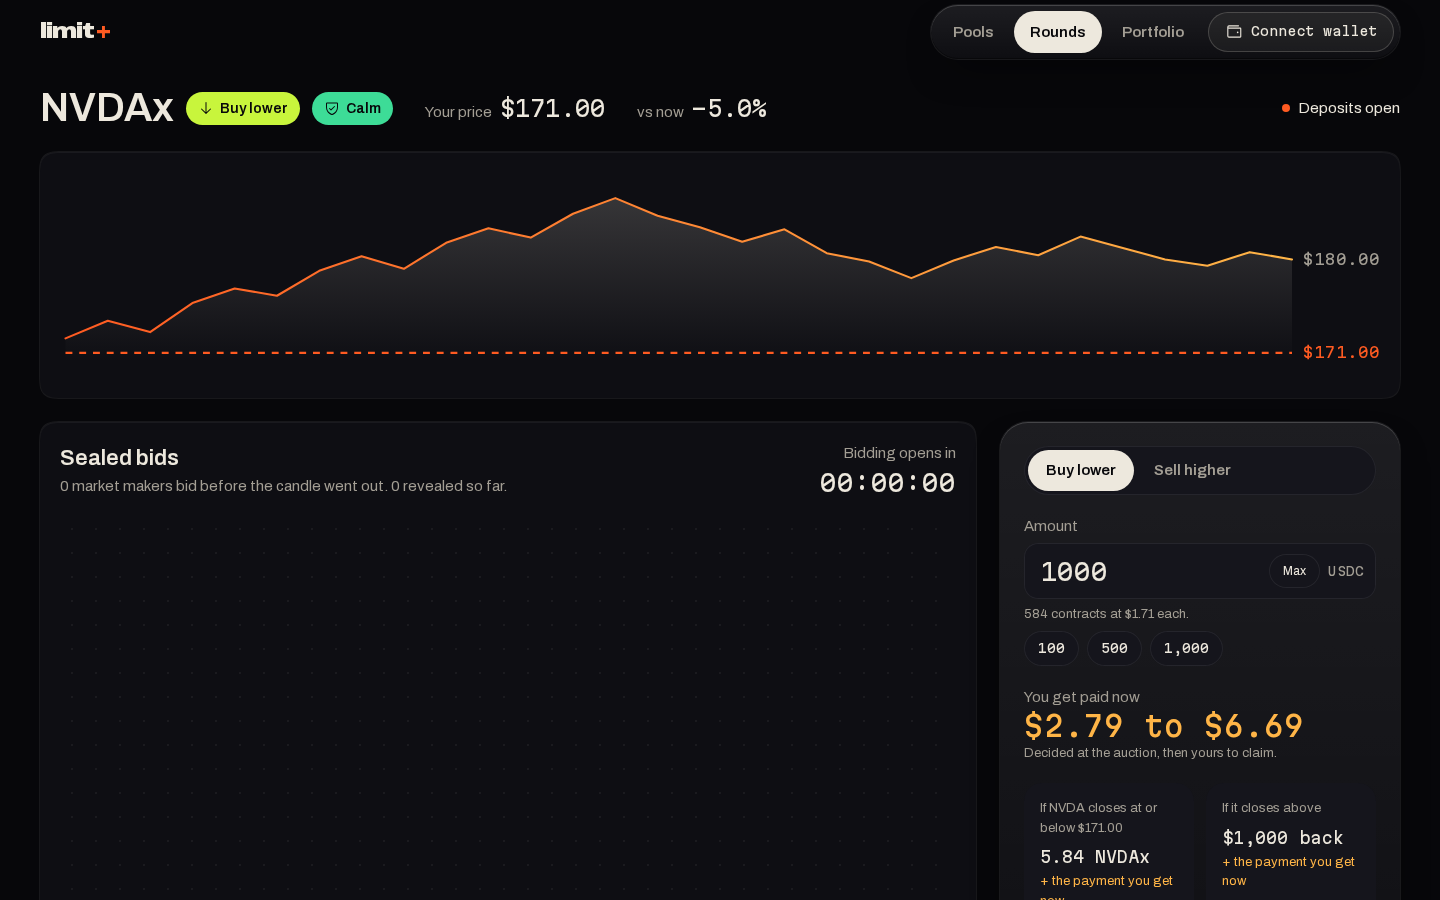 limit+
Pools
Rounds
Portfolio
Connect wallet
NVDAx
Buy lower
Calm
Your price $171.00
vs now −5.0%
Deposits open
$180.00
$171.00
Sealed bids
0 market makers bid before the candle went out. 0 revealed so far.
Bidding opens in
00:00:00
Buy lower
Sell higher
Amount
1000
Max
USDC
584 contracts at $1.71 each.
100
500
1,000
You get paid now
$2.79 to $6.69
Decided at the auction, then yours to claim.
If NVDA closes at or
below $171.00
5.84 NVDAx
+ the payment you get
now
If it closes above
$1,000 back
+ the payment you get
now